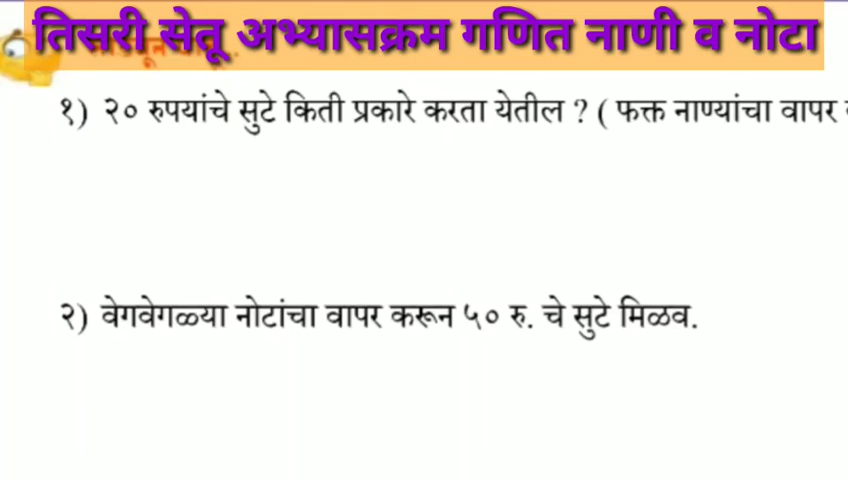 तिसरी सेतू अभ्यासक्रम गणित नाणी व नोटा
१) २० रुपयांचे सुटे किती प्रकारे करता येतील ? ( फक्त नाण्यांचा वापर
२) वेगवेगळ्या नोटांचा वापर करून ५० रु. चे सुटे मिळव.